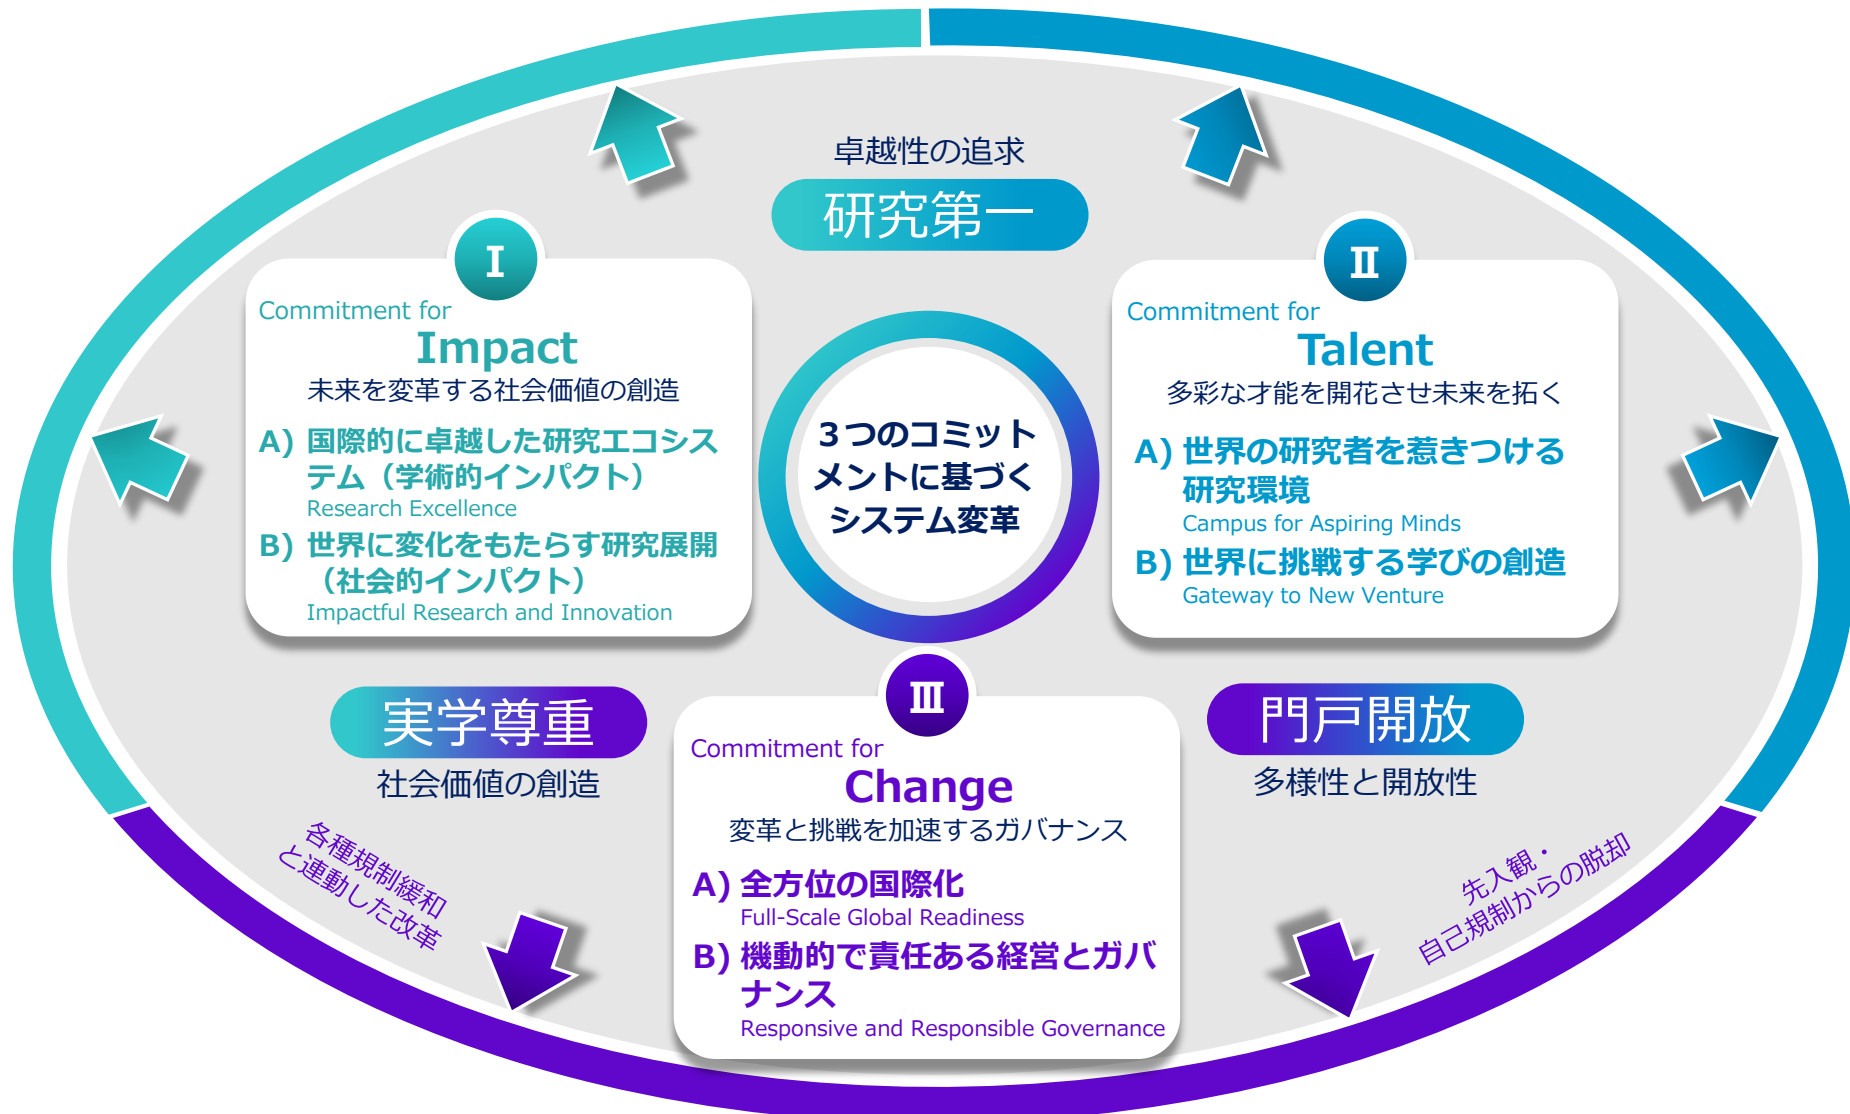 卓越性の追求
研究第一
Ⅰ
Commitment for
Impact
未来を変革する社会価値の創造
A) 国際的に卓越した研究エコシス
テム（学術的インパクト）
Research Excellence
B) 世界に変化をもたらす研究展開
（社会的インパクト）
Impactful Research and Innovation
３つのコミット
メントに基づく
システム変革
Ⅱ
Commitment for
Talent
多彩な才能を開花させ未来を拓く
A) 世界の研究者を惹きつける
研究環境
Campus for Aspiring Minds
B) 世界に挑戦する学びの創造
Gateway to New Venture
実学尊重
社会価値の創造
Ⅲ
Commitment for
Change
変革と挑戦を加速するガバナンス
A) 全方位の国際化
Full-Scale Global Readiness
B) 機動的で責任ある経営とガバ
ナンス
Responsive and Responsible Governance
門戸開放
多様性と開放性
各種規制緩和
と連動した改革
先入観・
自己規制からの脱却